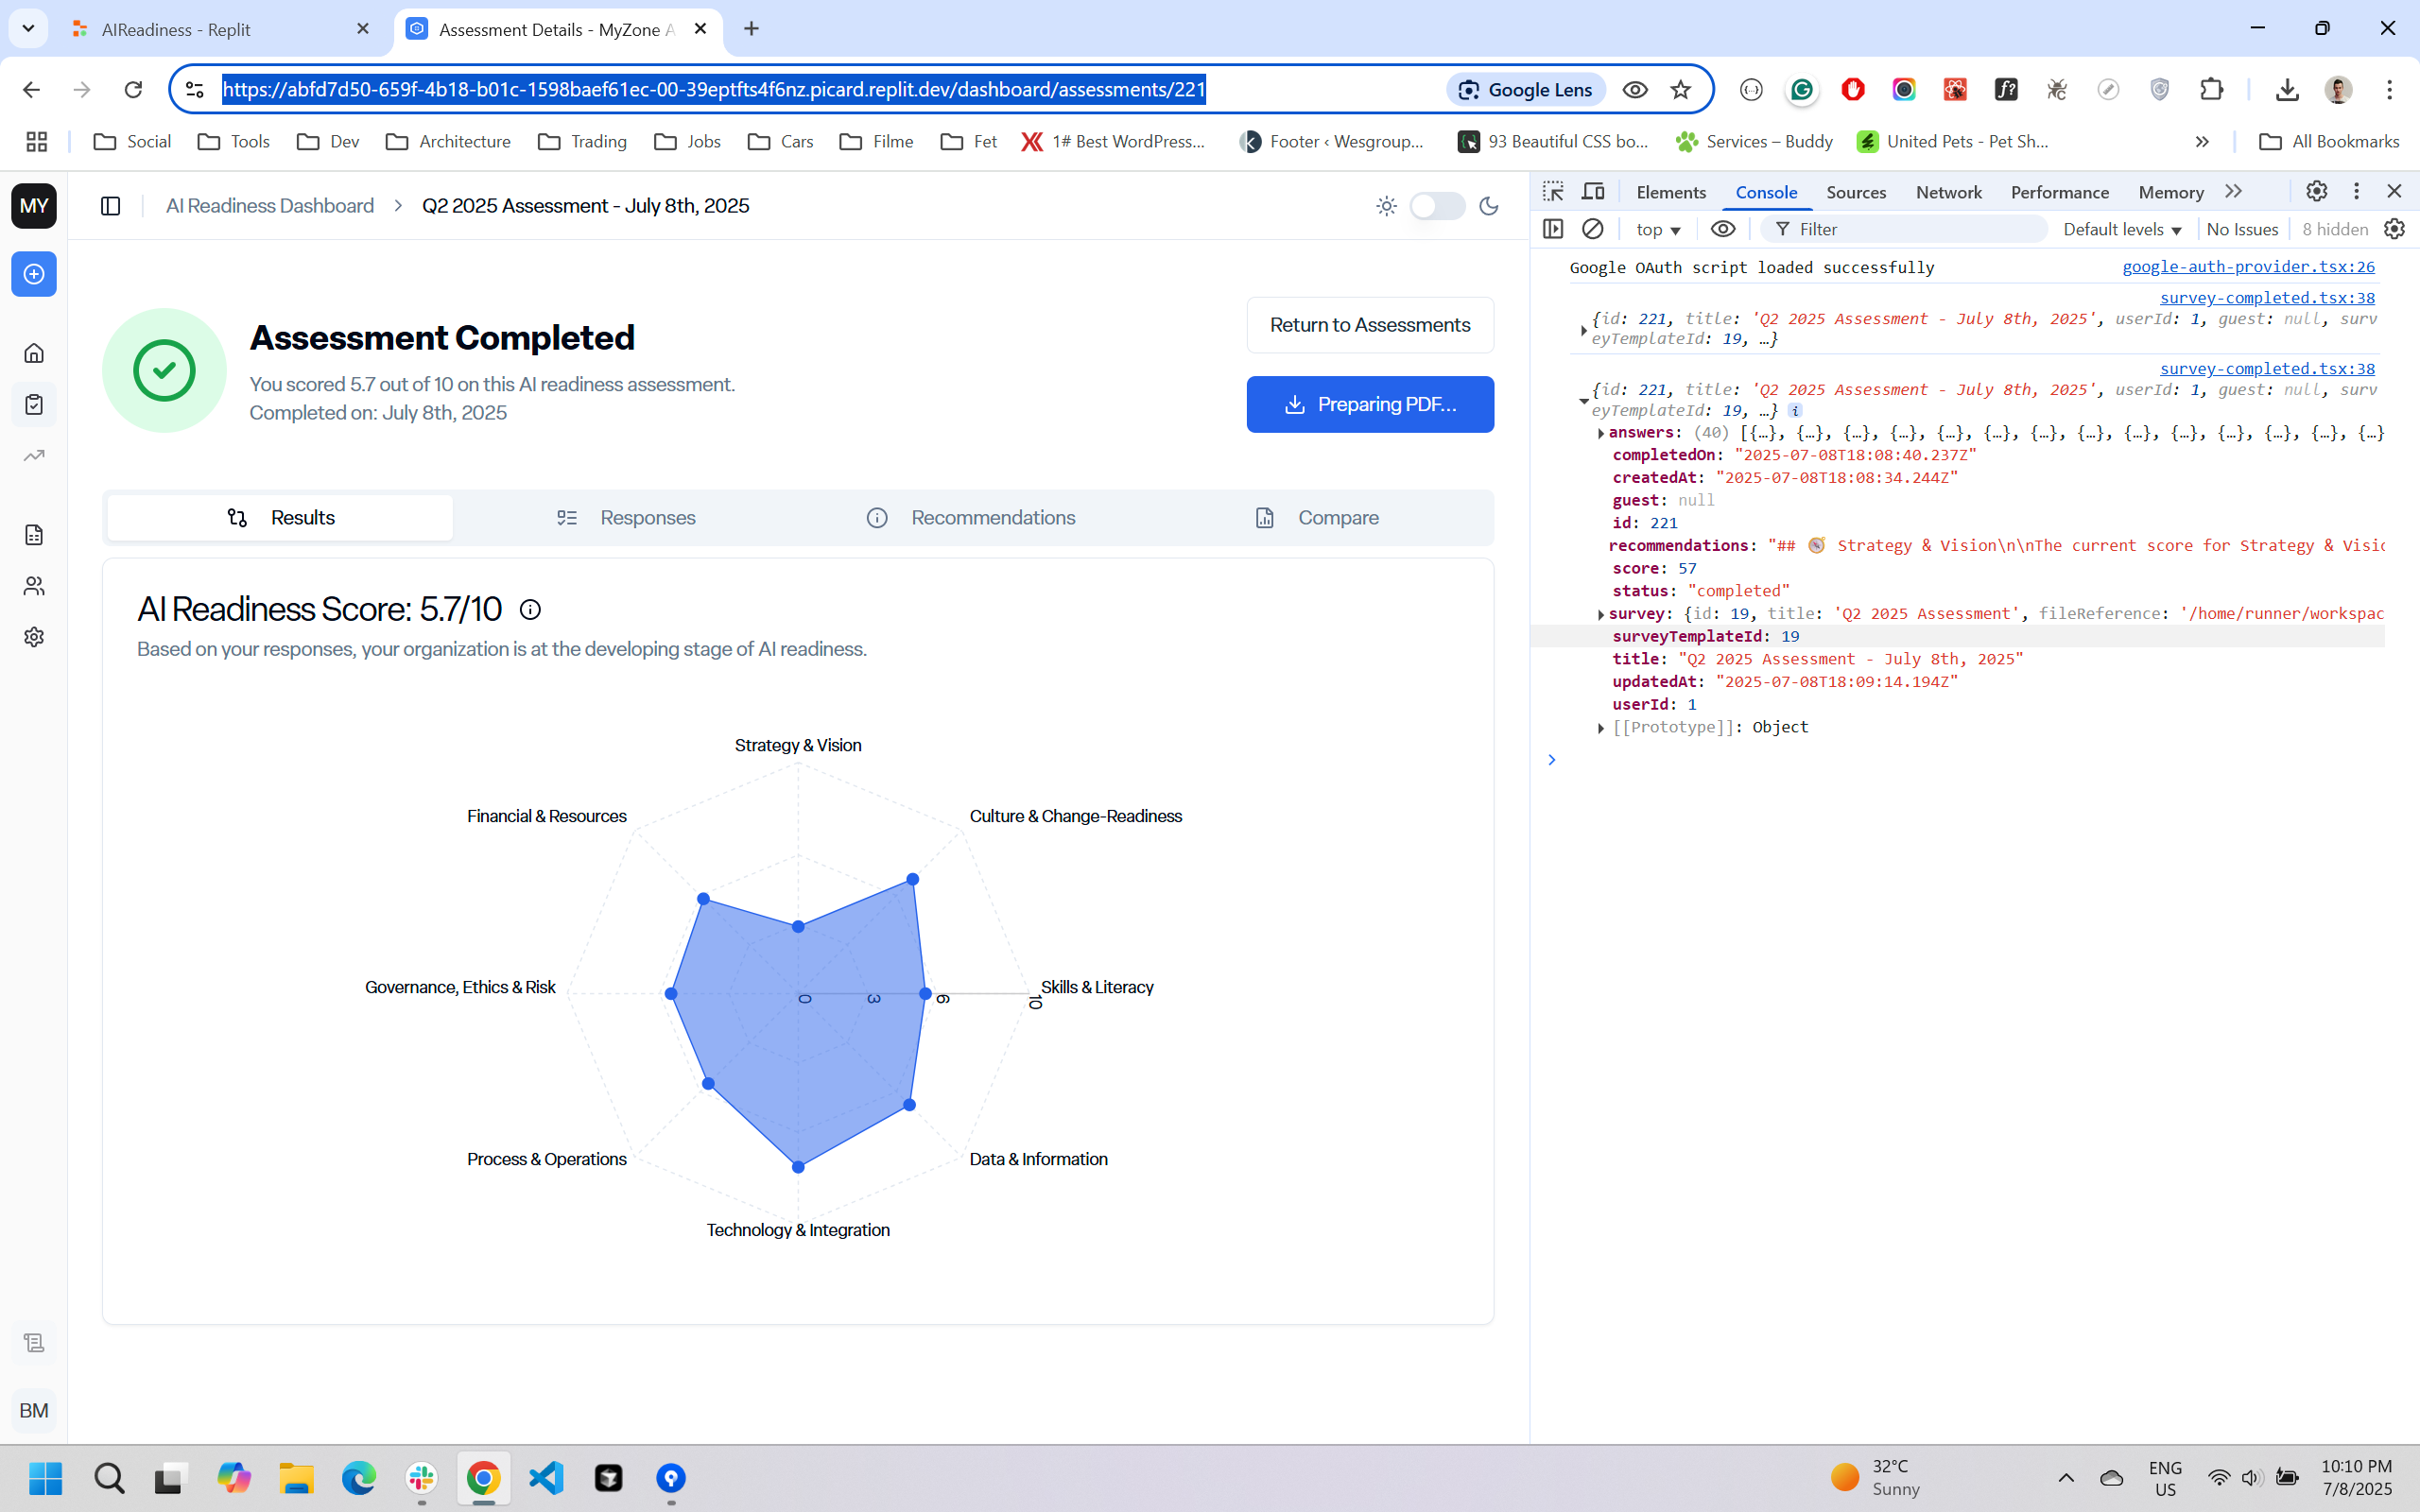 AIReadiness - Replit
Assessment Details - MyZone A
https://abfd7d50-659f-4b18-b01c-1598baef61ec-00-39eptfts4f6nz.picard.replit.dev/dashboard/assessments/221
Google Lens
Social
Tools
Dev
Architecture
Trading
Jobs
Cars
Filme
Fet
1# Best WordPress...
Footer ‹ Wesgroup...
93 Beautiful CSS bo...
Services – Buddy
United Pets - Pet Sh...
All Bookmarks
MY
AI Readiness Dashboard > Q2 2025 Assessment - July 8th, 2025
Assessment Completed
You scored 5.7 out of 10 on this AI readiness assessment.
Completed on: July 8th, 2025
Return to Assessments
Preparing PDF...
Results
Responses
Recommendations
Compare
AI Readiness Score: 5.7/10
Based on your responses, your organization is at the developing stage of AI readiness.
Strategy & Vision
Financial & Resources
Culture & Change-Readiness
Governance, Ethics & Risk
0
3
6
10
Skills & Literacy
Process & Operations
Data & Information
Technology & Integration
BM
Elements
Console
Sources
Network
Performance
Memory
top
Filter
Default levels
No Issues
8 hidden
Google OAuth script loaded successfully
google-auth-provider.tsx:26
survey-completed.tsx:38
{id: 221, title: 'Q2 2025 Assessment - July 8th, 2025', userId: 1, guest: null, surv
eyTemplateId: 19, …}
survey-completed.tsx:38
{id: 221, title: 'Q2 2025 Assessment - July 8th, 2025', userId: 1, guest: null, surv
eyTemplateId: 19, …} i
answers: (40) [{…}, {…}, {…}, {…}, {…}, {…}, {…}, {…}, {…}, {…}, {…}, {…}, {…}, {…}
completedOn: "2025-07-08T18:08:40.237Z"
createdAt: "2025-07-08T18:08:34.244Z"
guest: null
id: 221
recommendations: "## 🧭 Strategy & Vision\n\nThe current score for Strategy & Visic
score: 57
status: "completed"
survey: {id: 19, title: 'Q2 2025 Assessment', fileReference: '/home/runner/workspac
surveyTemplateId: 19
title: "Q2 2025 Assessment - July 8th, 2025"
updatedAt: "2025-07-08T18:09:14.194Z"
userId: 1
[[Prototype]]: Object
32°C
Sunny
ENG
US
10:10 PM
7/8/2025